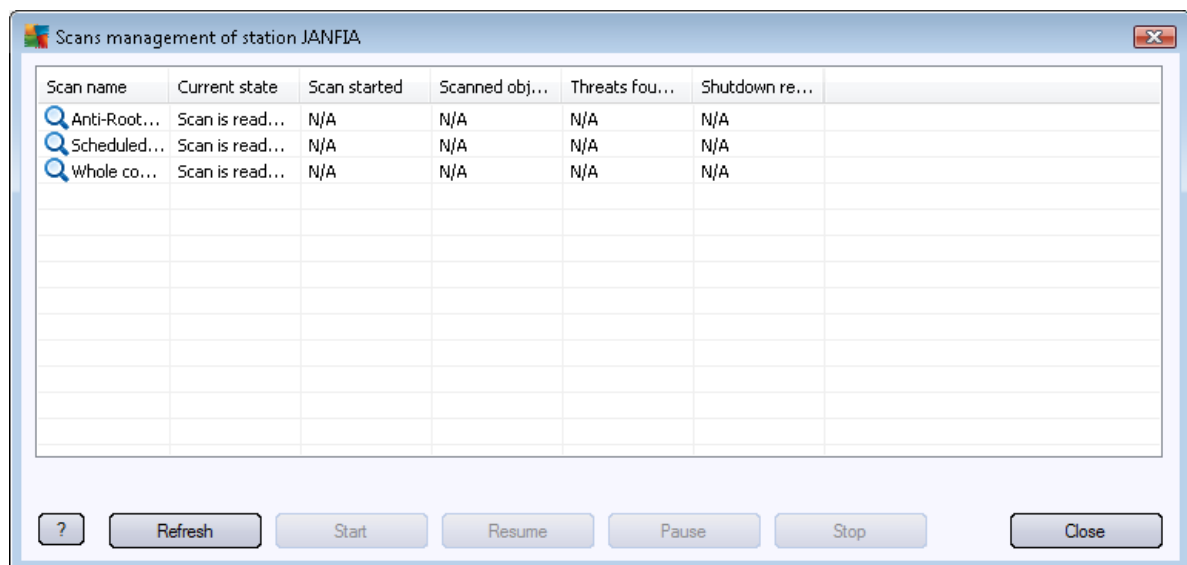 Scans management of station JANFIA
Scan name Current state Scan started Scanned obj... Threats fou... Shutdown re...
Anti-Root... Scan is read... N/A N/A N/A N/A
Scheduled... Scan is read... N/A N/A N/A N/A
Whole co... Scan is read... N/A N/A N/A N/A
? Refresh Start Resume Pause Stop Close